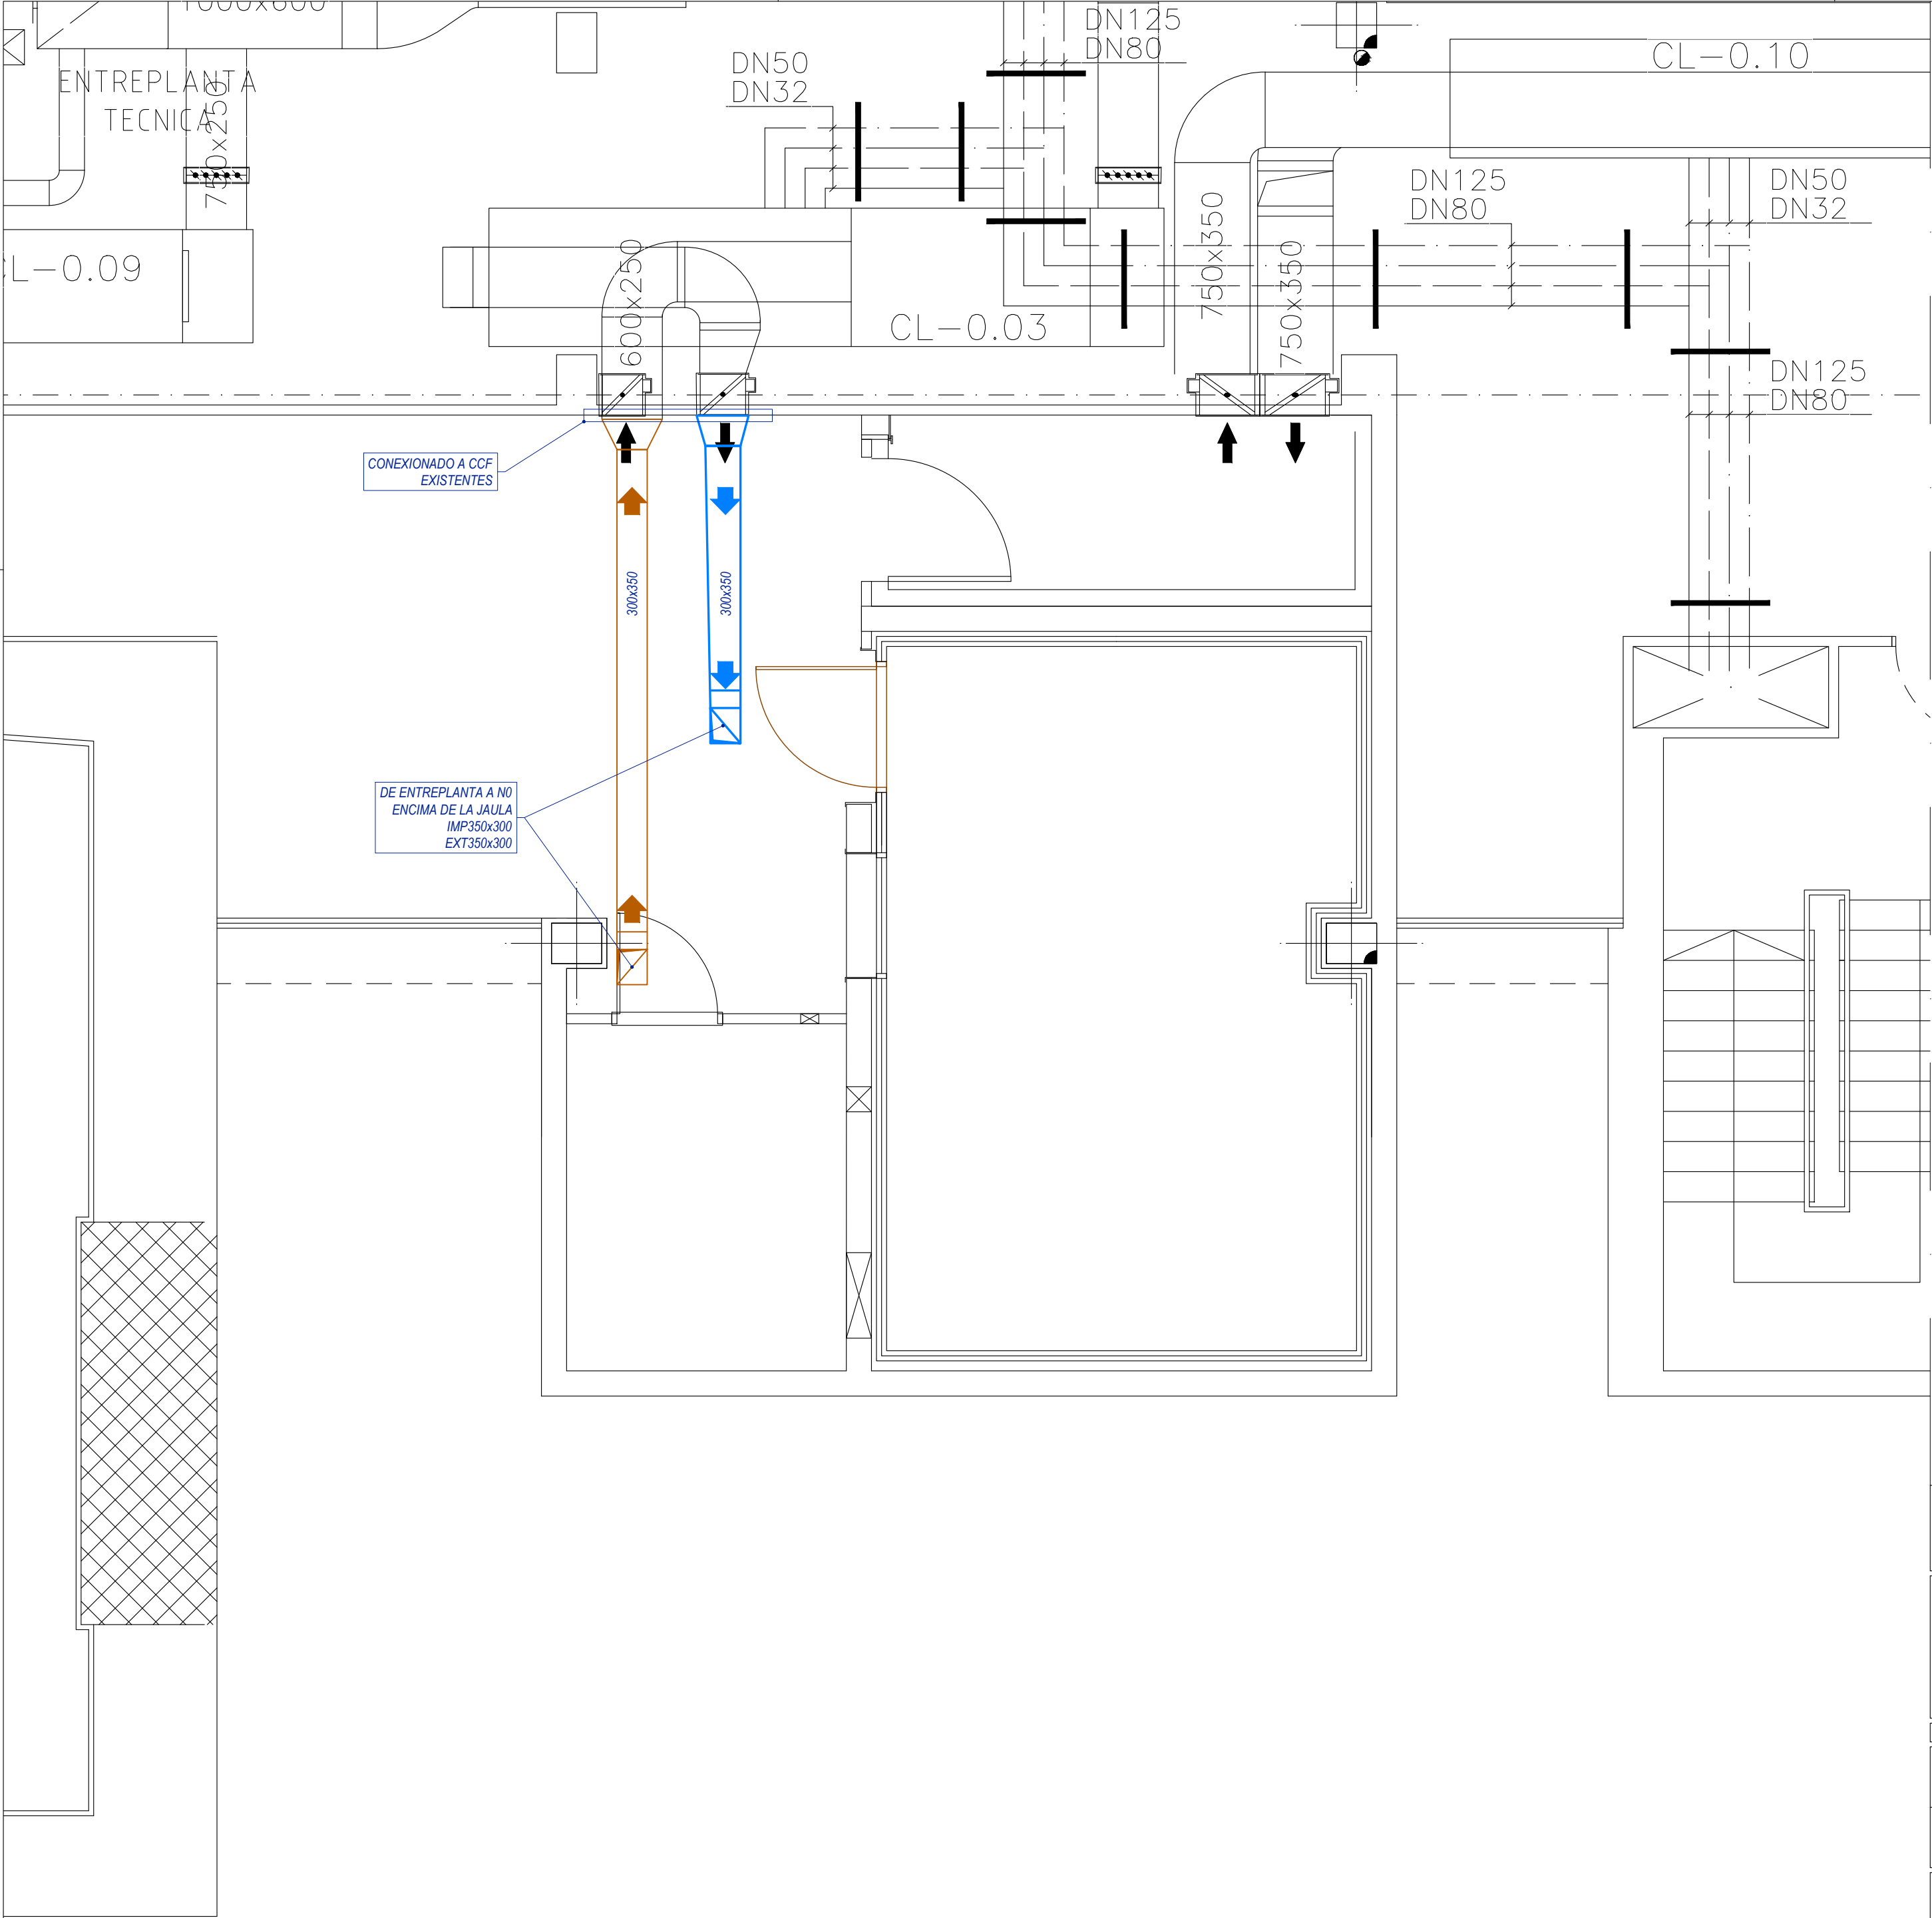 DN125
DN80
CL-0.10
DN50
DN32
ENTREPLANTA
TECNICA
750x250
DN125
DN80
DN50
DN32
750x350
750x350
600x250
L-0.09
CL-0.03
DN125
DN80
CONEXIONADO A CCF
EXISTENTES
300x350
300x350
DE ENTREPLANTA A N0
ENCIMA DE LA JAULA
IMP350x300
EXT350x300